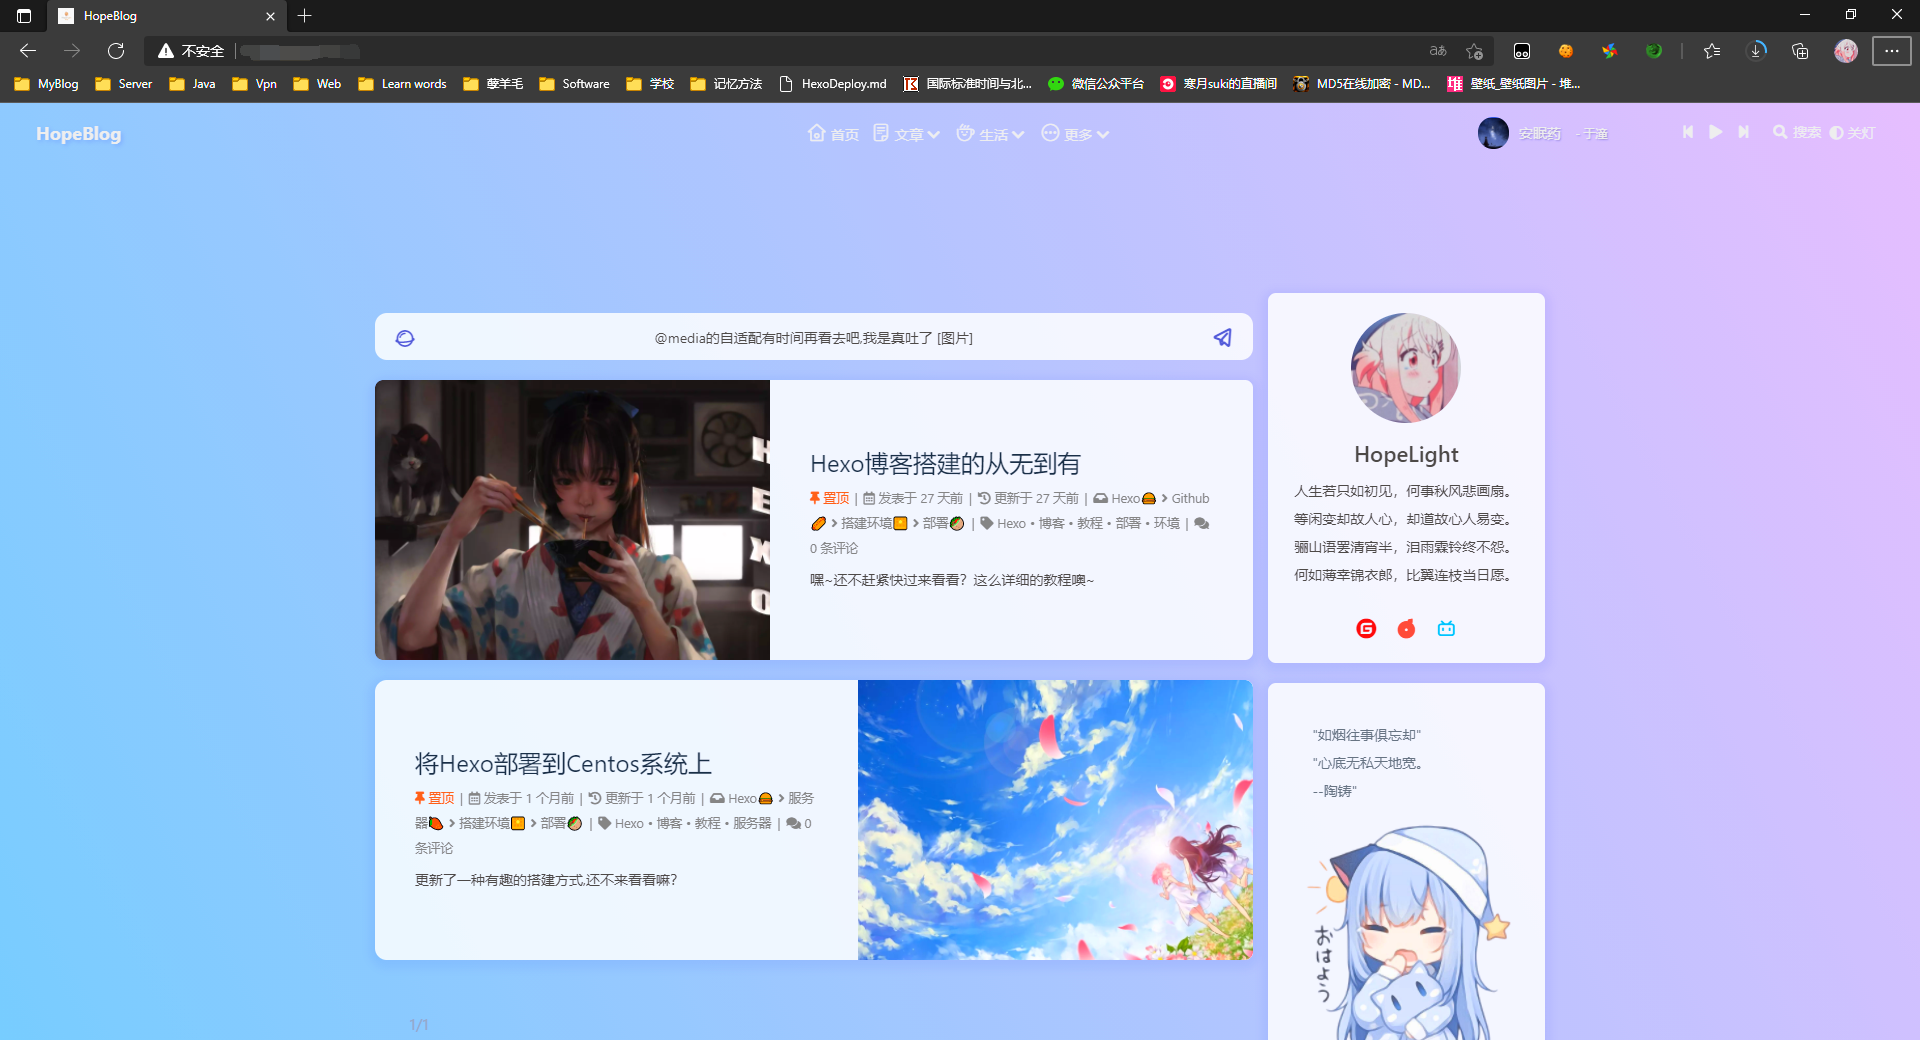 HopeBlog
不安全
MyBlog Server Java Vpn Web Learn words 薅羊毛 Software 学校 记忆方法 HexoDeploy.md 国际标准时间与北... 微信公众平台 寒月suki的直播间 MD5在线加密 - MD... 壁纸_壁纸图片 - 堆...
HopeBlog 首页 文章 生活 更多 安眠药 - 于潼 搜索 关灯
@media的自适配有时间再看去吧,我是真吐了 [图片]
Hexo博客搭建的从无到有
置顶 | 发表于 27 天前 | 更新于 27 天前 | Hexo🍔 > Github
🌭 > 搭建环境 > 部署🥙 | Hexo • 博客 • 教程 • 部署 • 环境 |
0 条评论
嘿~还不赶紧快过来看看？这么详细的教程噢~
HEXO
将Hexo部署到Centos系统上
置顶 | 发表于 1 个月前 | 更新于 1 个月前 | Hexo🍔 > 服务
器 > 搭建环境 > 部署🥙 | Hexo • 博客 • 教程 • 服务器 | 0
条评论
更新了一种有趣的搭建方式,还不来看看嘛?
1/1
HopeLight
人生若只如初见，何事秋风悲画扇。
等闲变却故人心，却道故心人易变。
骊山语罢清宵半，泪雨霖铃终不怨。
何如薄幸锦衣郎，比翼连枝当日愿。
"如烟往事俱忘却"
"心底无私天地宽。
--陶铸"
おはよう